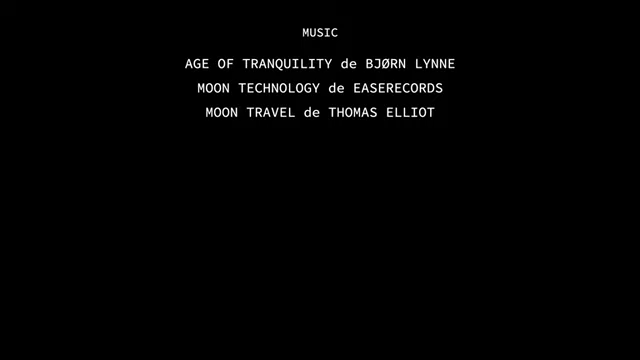 MUSIC
AGE OF TRANQUILITY de BJØRN LYNNE
MOON TECHNOLOGY de EASERECORDS
MOON TRAVEL de THOMAS ELLIOT